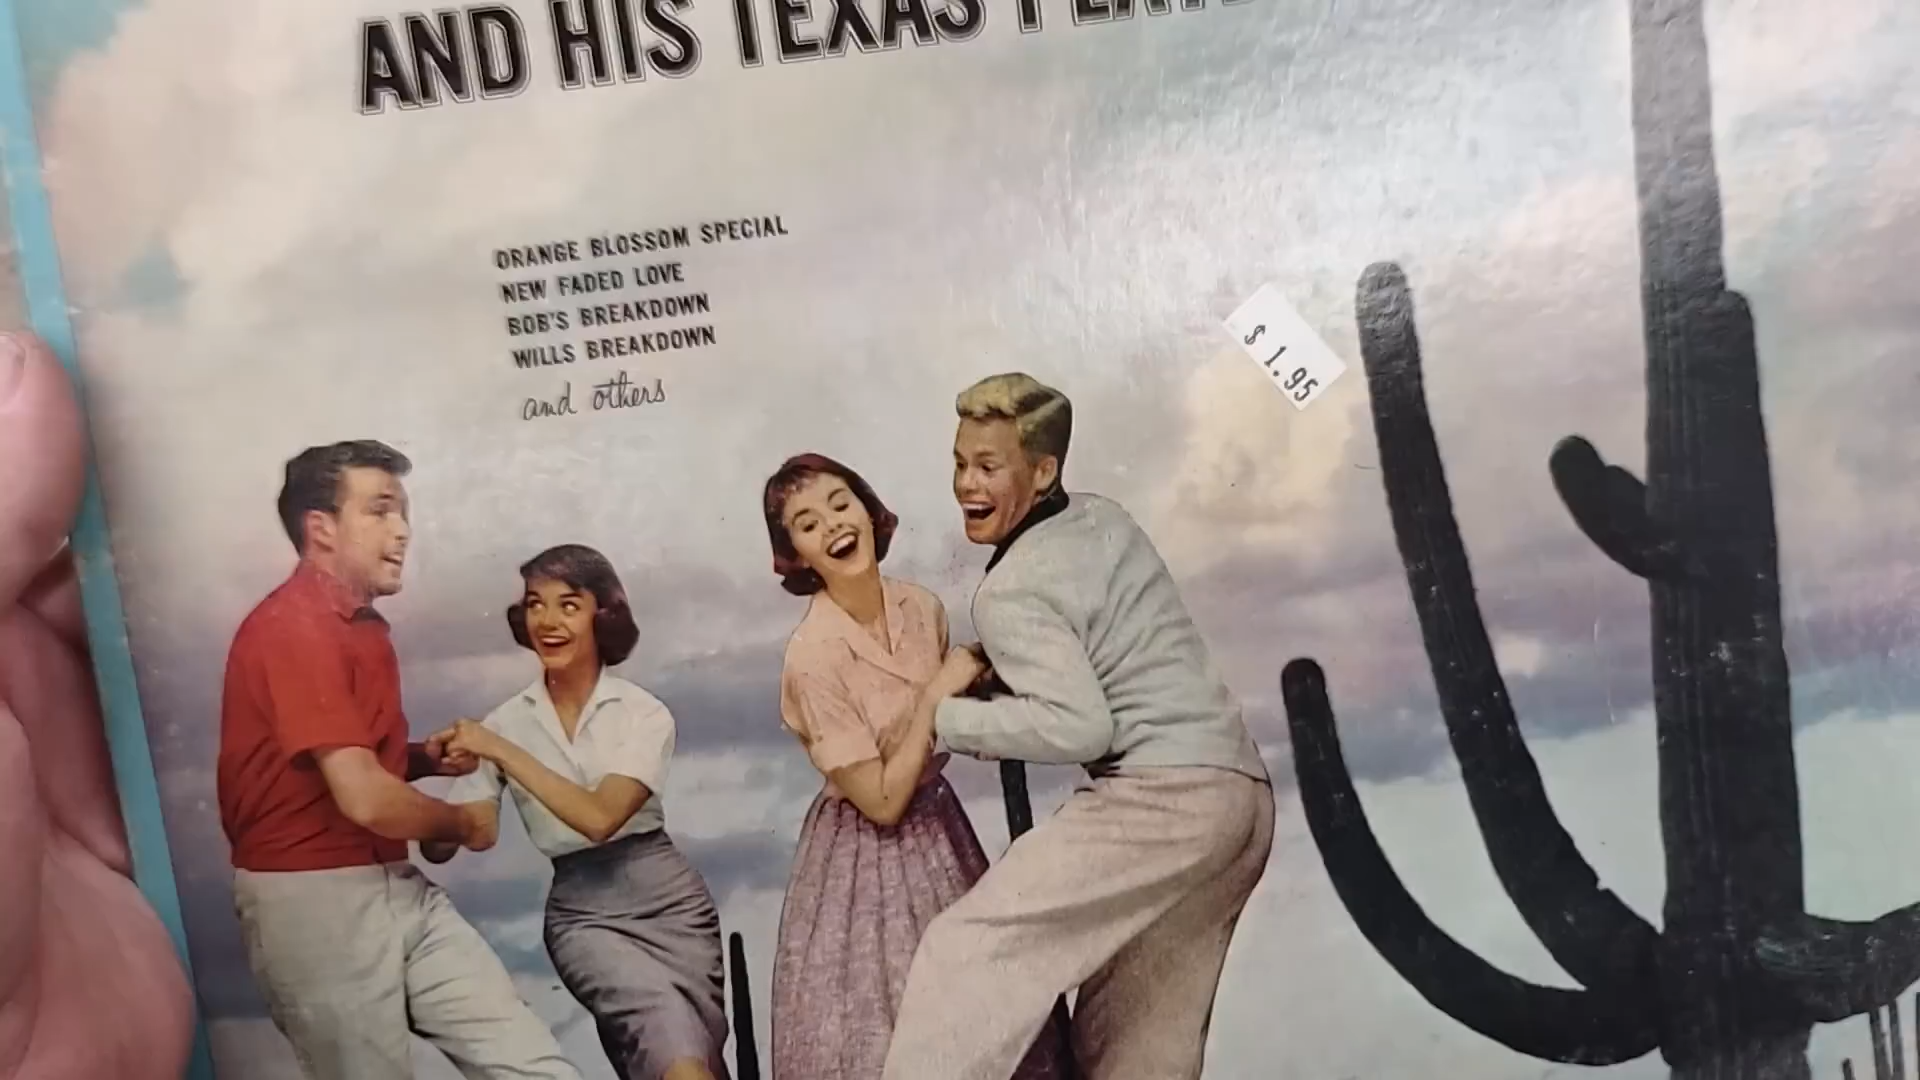 AND HIS TEXAS
ORANGE BLOSSOM SPECIAL
NEW FADED LOVE
BOB'S BREAKDOWN
WILLS BREAKDOWN
and others
$ 1.95